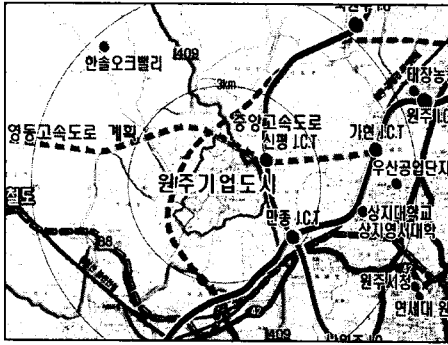 409
한솔오크밸리
3km
태장농
원주 I.C
영동고속도로 계획
중앙고속도로
신평 J.C.T
가현 J.C.T
우산공업단지
원주기업도시
철도
상지대학교
만종 J.C.T
상지영서대학
88
원주시청
연세대 원
42
409